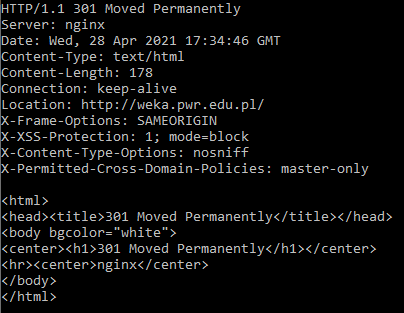 HTTP/1.1 301 Moved Permanently
Server: nginx
Date: Wed, 28 Apr 2021 17:34:46 GMT
Content-Type: text/html
Content-Length: 178
Connection: keep-alive
Location: http://weka.pwr.edu.pl/
X-Frame-Options: SAMEORIGIN
X-XSS-Protection: 1; mode=block
X-Content-Type-Options: nosniff
X-Permitted-Cross-Domain-Policies: master-only

<html>
<head><title>301 Moved Permanently</title></head>
<body bgcolor="white">
<center><h1>301 Moved Permanently</h1></center>
<hr><center>nginx</center>
</body>
</html>